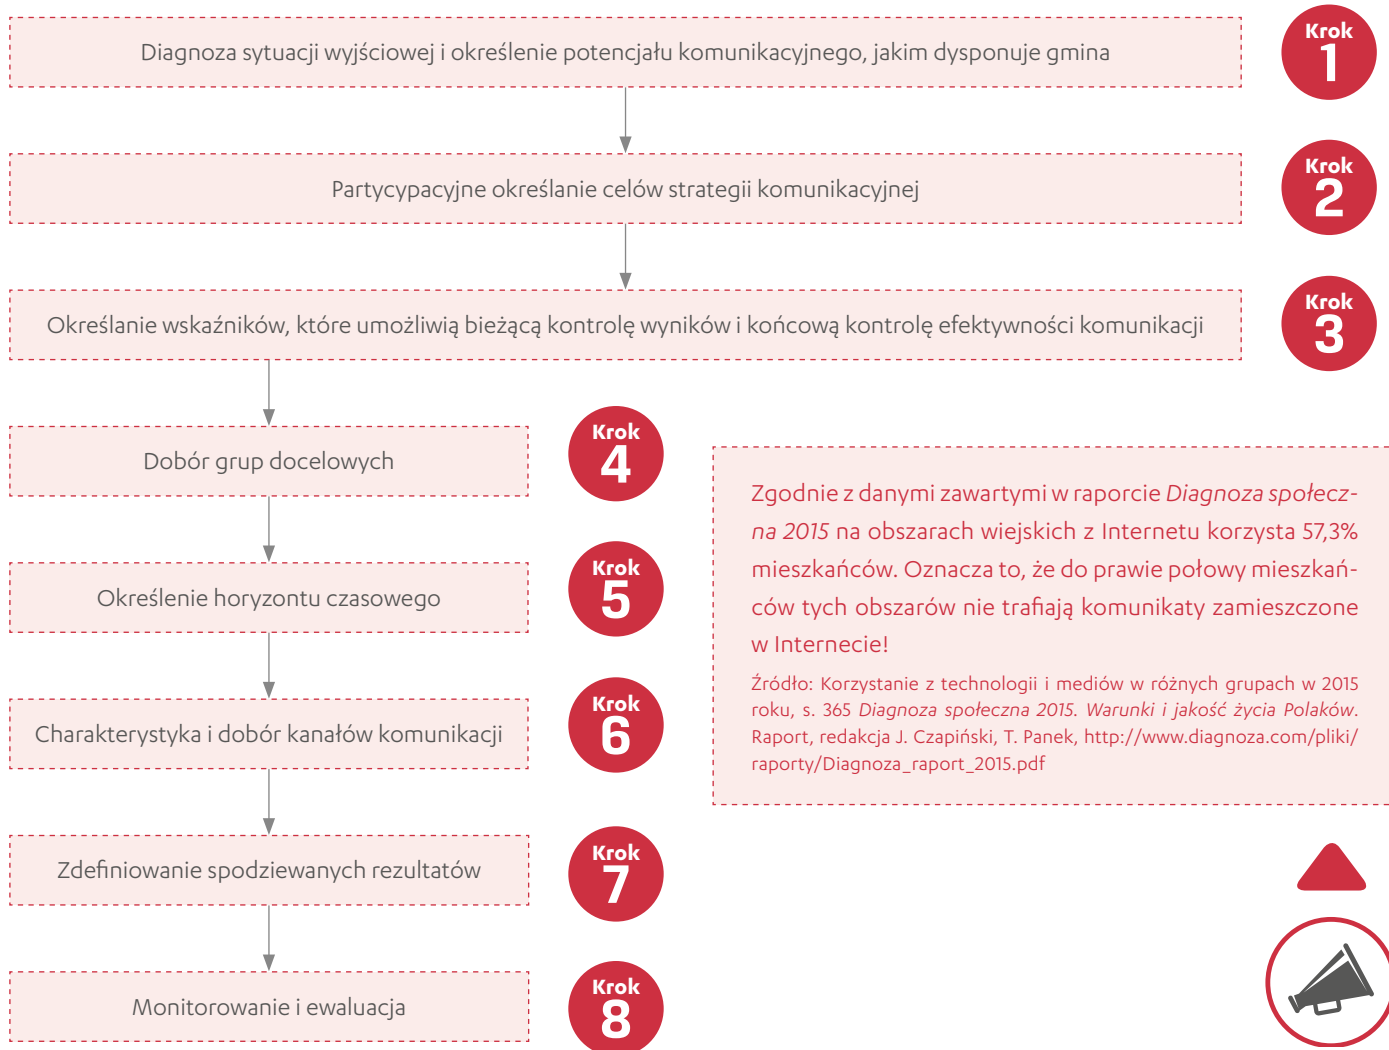 Diagnoza sytuacji wyjściowej i określenie potencjału komunikacyjnego, jakim dysponuje gmina
Krok
1
Partycypacyjne określanie celów strategii komunikacyjnej
Krok
2
Określanie wskaźników, które umożliwią bieżącą kontrolę wyników i końcową kontrolę efektywności komunikacji
Krok
3
Dobór grup docelowych
Krok
4
Określenie horyzontu czasowego
Krok
5
Charakterystyka i dobór kanałów komunikacji
Krok
6
Zdefiniowanie spodziewanych rezultatów
Krok
7
Monitorowanie i ewaluacja
Krok
8
Zgodnie z danymi zawartymi w raporcie Diagnoza społecz-
na 2015 na obszarach wiejskich z Internetu korzysta 57,3%
mieszkańców. Oznacza to, że do prawie połowy mieszkań-
ców tych obszarów nie trafiają komunikaty zamieszczone
w Internecie!
Źródło: Korzystanie z technologii i mediów w różnych grupach w 2015
roku, s. 365 Diagnoza społeczna 2015. Warunki i jakość życia Polaków.
Raport, redakcja J. Czapiński, T. Panek, http://www.diagnoza.com/pliki/
raporty/Diagnoza_raport_2015.pdf